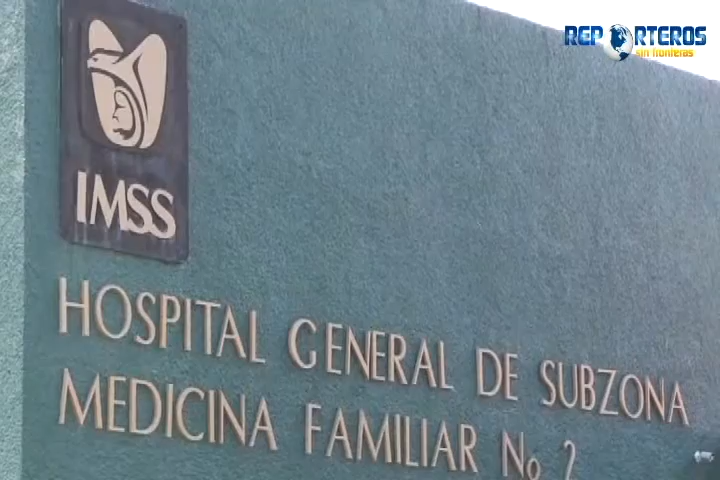 REPORTEROS
sin fronteras
IMSS
HOSPITAL GENERAL DE SUBZONA
MEDICINA FAMILIAR No. 2